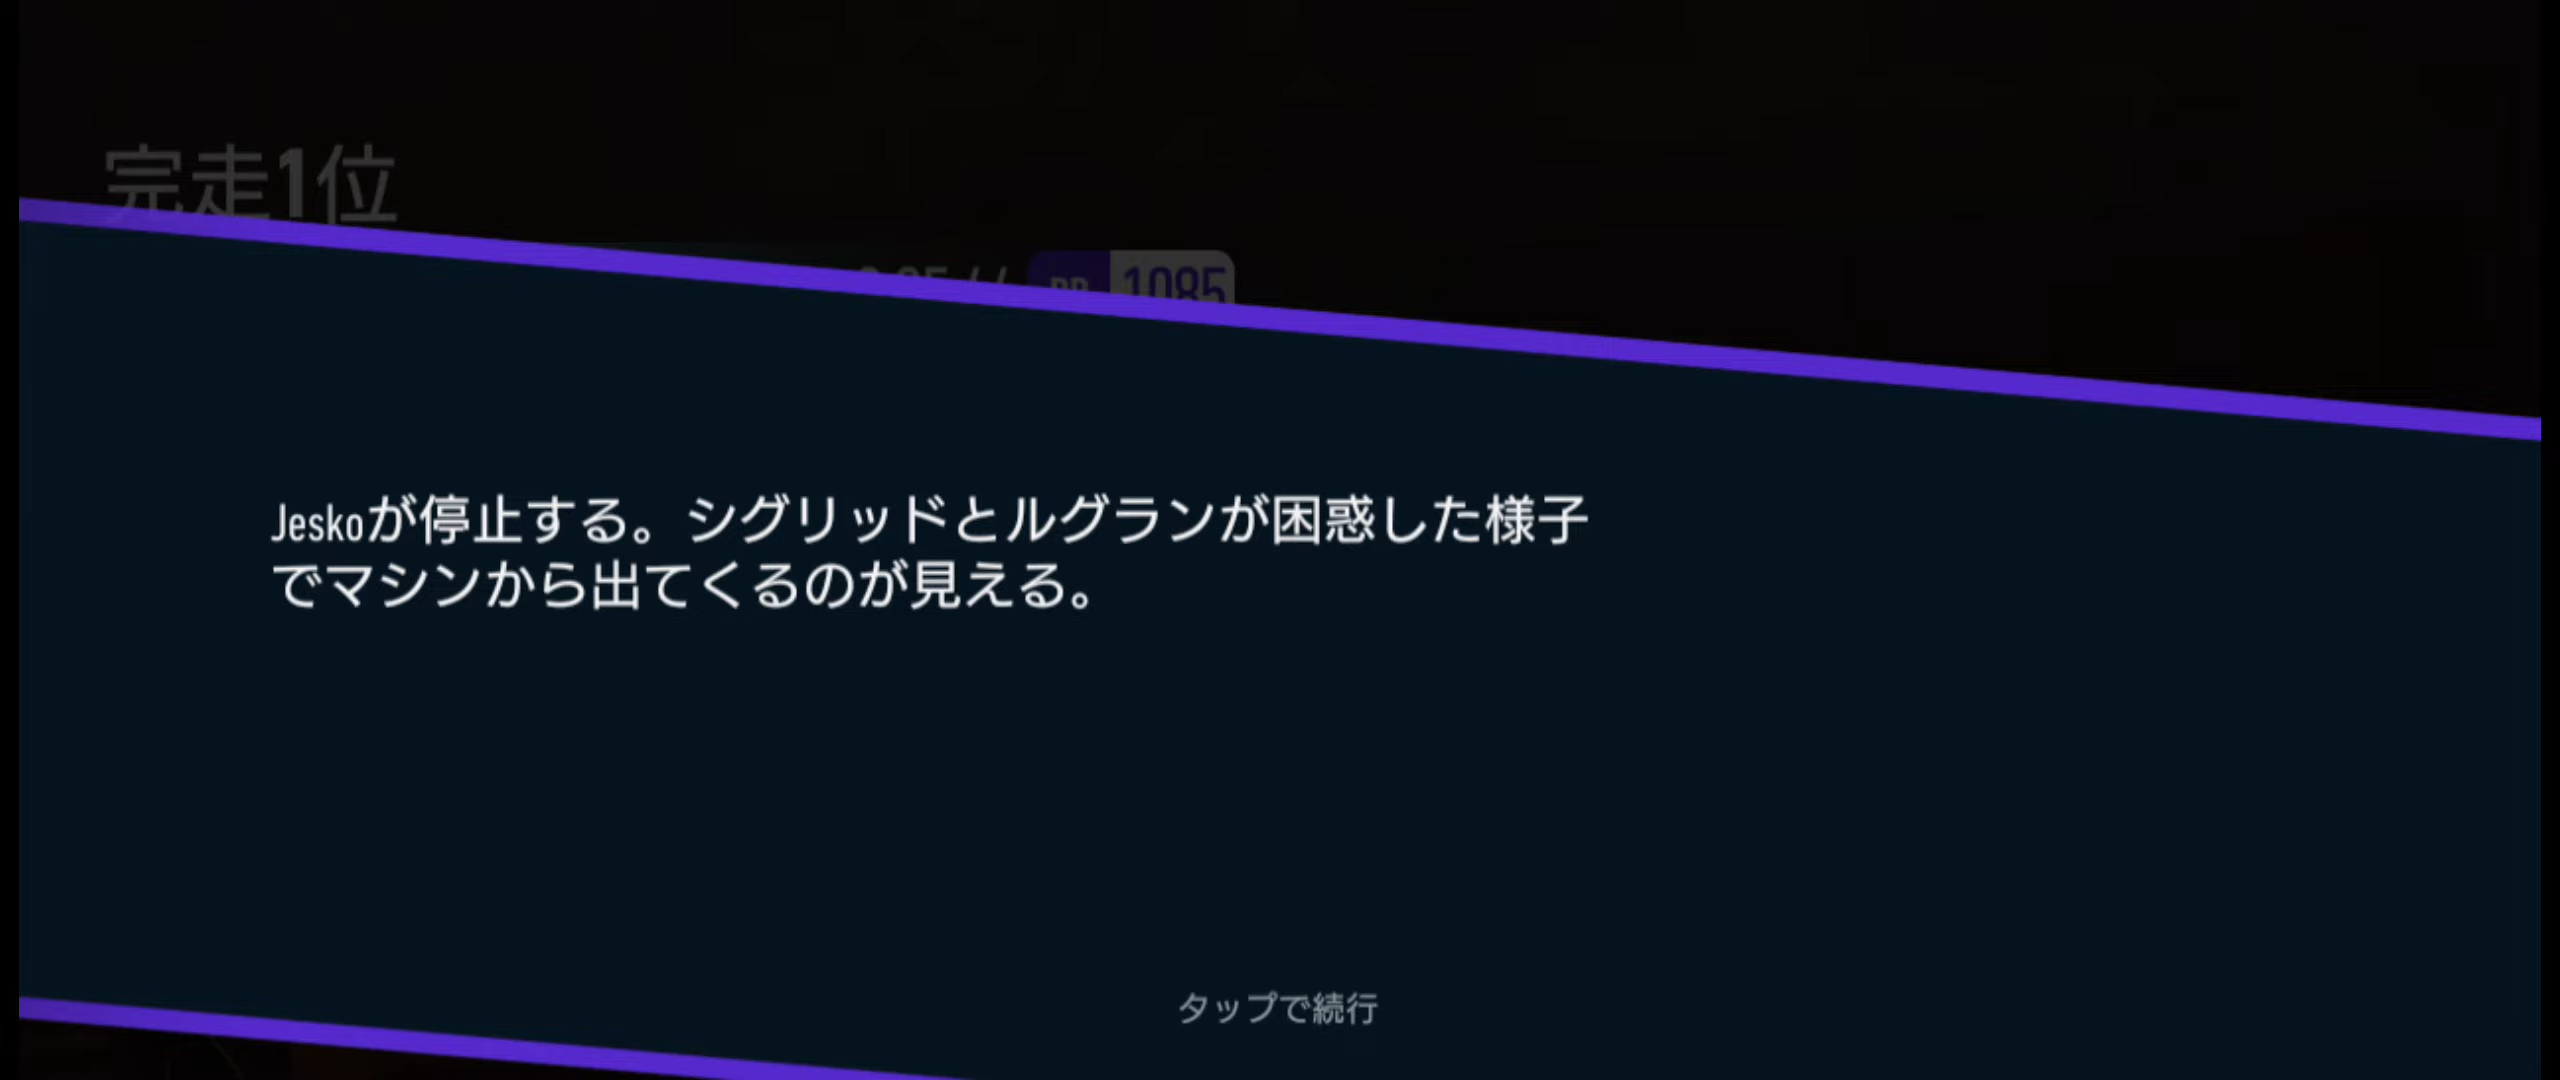 完走1位
1085
Jeskoが停止する。シグリッドとルグランが困惑した様子
でマシンから出てくるのが見える。
タップで続行